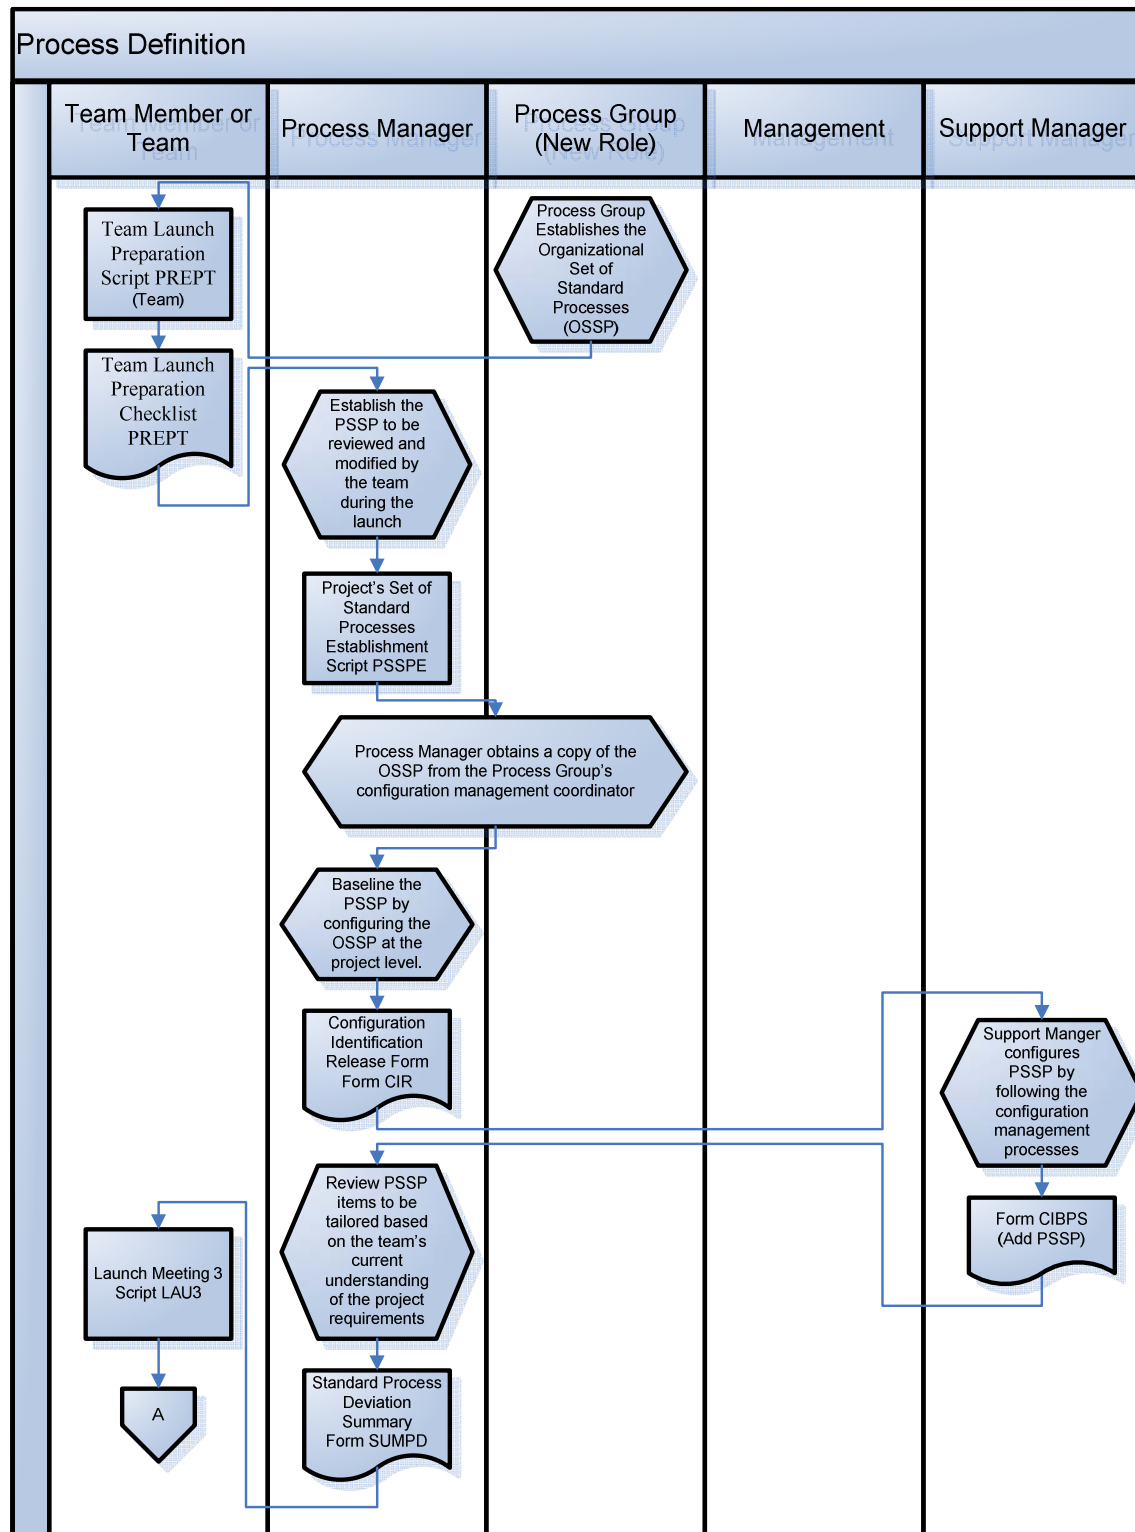 Process Definition
Team Member or
Team
Process Manager
Process Group
(New Role)
Management
Support Manager
Team Launch
Preparation
Script PREPT
(Team)
Process Group
Establishes the
Organizational
Set of
Standard
Processes
(OSSP)
Team Launch
Preparation
Checklist
PREPT
Establish the
PSSP to be
reviewed and
modified by
the team
during the
launch
Project's Set of
Standard
Processes
Establishment
Script PSSPE
Process Manager obtains a copy of the
OSSP from the Process Group's
configuration management coordinator
Baseline the
PSSP by
configuring the
OSSP at the
project level.
Configuration
Identification
Release Form
Form CIR
Support Manger
configures
PSSP by
following the
configuration
management
processes
Form CIBPS
(Add PSSP)
Review PSSP
items to be
tailored based
on the team's
current
understanding
of the project
requirements
Standard Process
Deviation
Summary
Form SUMPD
Launch Meeting 3
Script LAU3
A